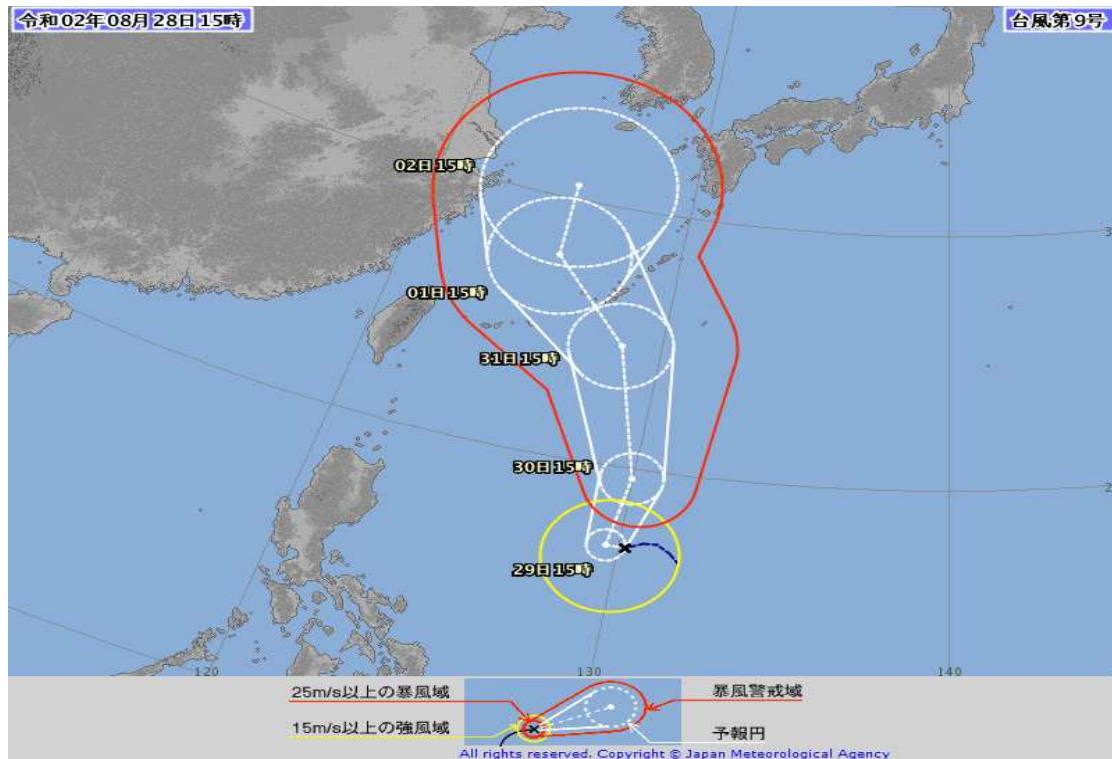 令和02年08月28日15時
台風第9号
02日15時
01日15時
31日15時
30日15時
29日15時
3
2
120
130
140
25m/s以上の暴風域
暴風警戒域
15m/s以上の強風域
予報円
All rights reserved. Copyright © Japan Meteorological Agency